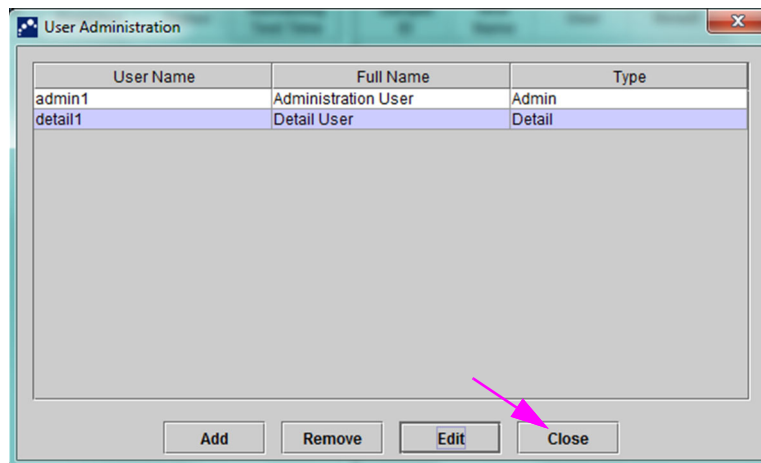 User Administration
User Name Full Name Type
admin1 Administration User Admin
detail1 Detail User Detail
Add Remove Edit Close